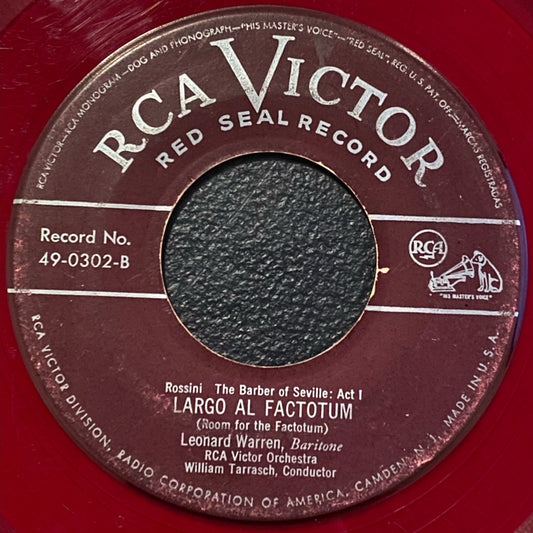 RCA VICTOR—RCA MONOGRAM—DOG AND PHONOGRAPH—"HIS MASTER'S VOICE"—"RED SEAL", REG. U. S. PAT. OFF.—MARCAS REGISTRADAS
RCA VICTOR
RED SEAL RECORD
Record No.
49-0302-B
RCA
"HIS MASTER'S VOICE"
Rossini The Barber of Seville: Act I
LARGO AL FACTOTUM
(Room for the Factotum)
Leonard Warren, Baritone
RCA Victor Orchestra
William Tarrasch, Conductor
RCA VICTOR DIVISION, RADIO CORPORATION OF AMERICA, CAMDEN, N. J. MADE IN U. S. A.